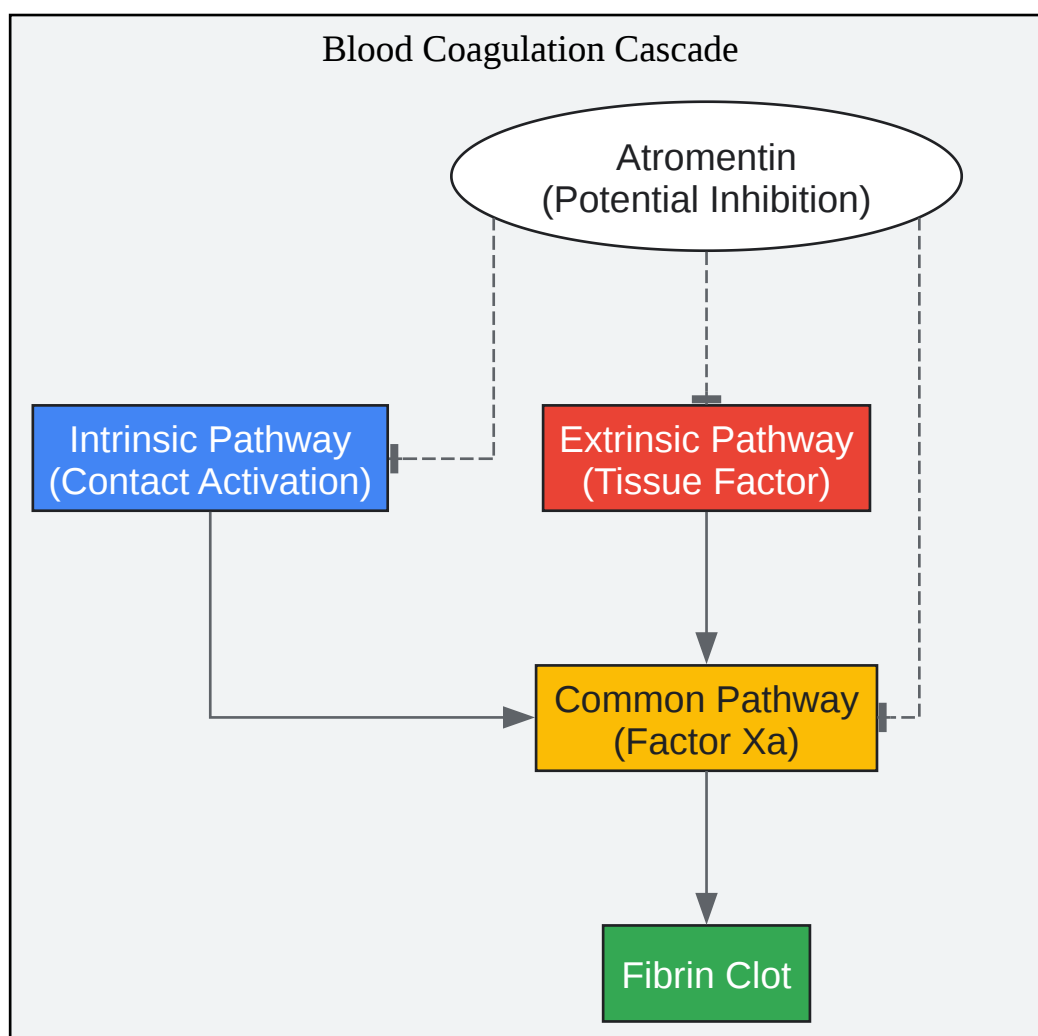 Blood Coagulation Cascade
Atromentin
(Potential Inhibition)
Intrinsic Pathway
(Contact Activation)
Extrinsic Pathway
(Tissue Factor)
Common Pathway
(Factor Xa)
Fibrin Clot